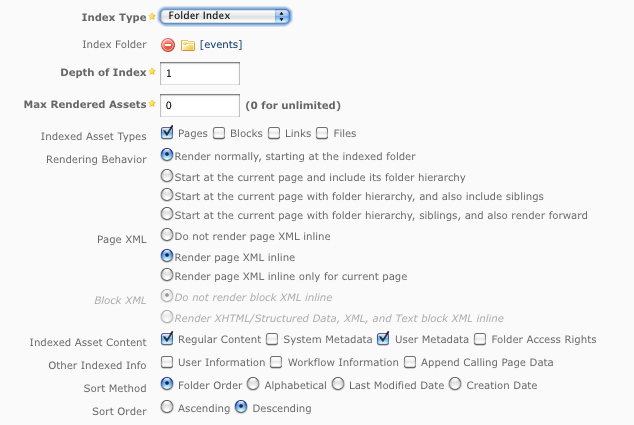 Index Type Folder Index
Index Folder [events]
Depth of Index 1
Max Rendered Assets 0 (0 for unlimited)
Indexed Asset Types Pages Blocks Links Files
Rendering Behavior Render normally, starting at the indexed folder
Start at the current page and include its folder hierarchy
Start at the current page with folder hierarchy, and also include siblings
Start at the current page with folder hierarchy, siblings, and also render forward
Page XML Do not render page XML inline
Render page XML inline
Render page XML inline only for current page
Block XML Do not render block XML inline
Render XHTML/Structured Data, XML, and Text block XML inline
Indexed Asset Content Regular Content System Metadata User Metadata Folder Access Rights
Other Indexed Info User Information Workflow Information Append Calling Page Data
Sort Method Folder Order Alphabetical Last Modified Date Creation Date
Sort Order Ascending Descending